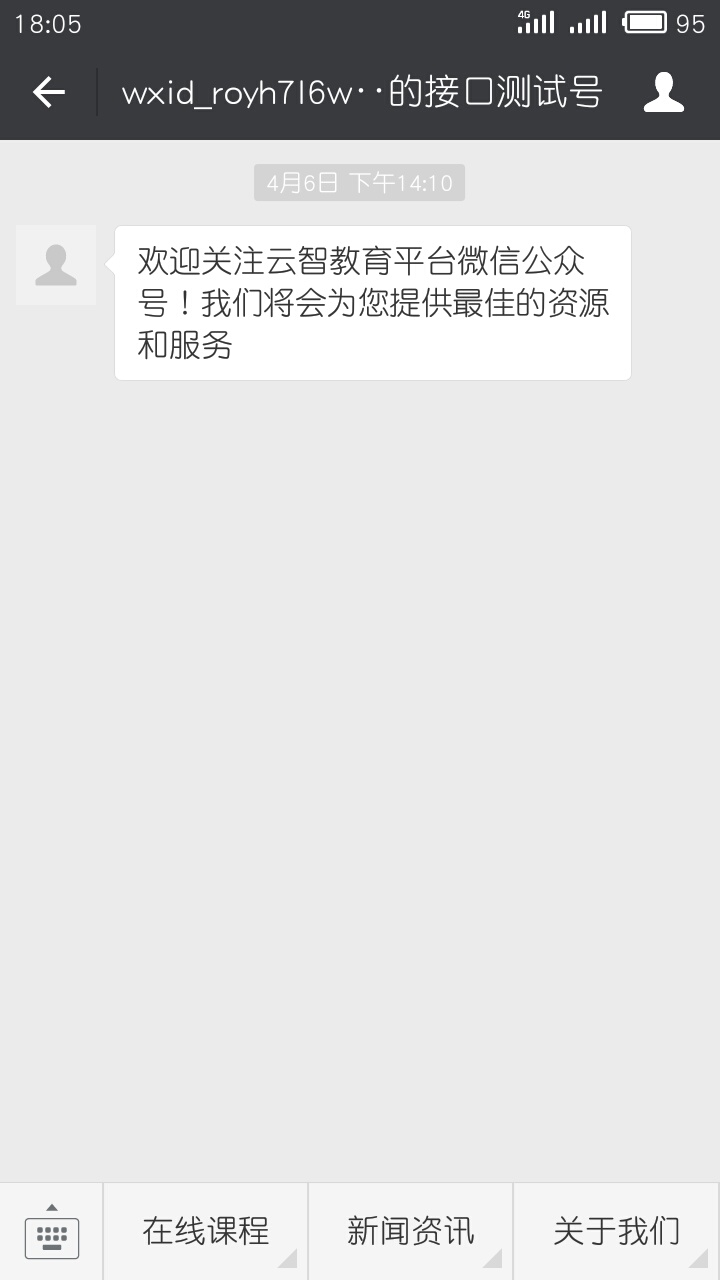 18:05
4G
95
wxid_royh7l6w··的接口测试号
4月6日 下午14:10
欢迎关注云智教育平台微信公众
号！我们将会为您提供最佳的资源
和服务
在线课程
新闻资讯
关于我们